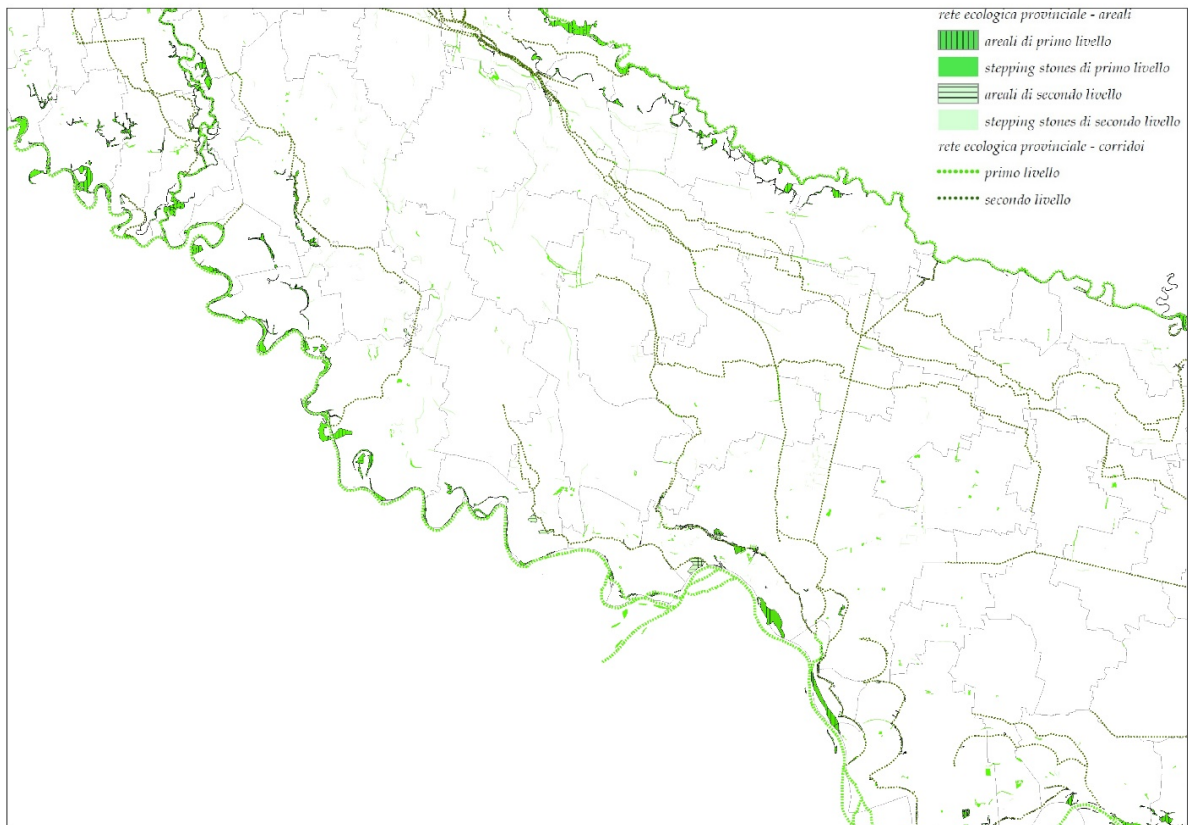 rete ecologica provinciale - areali
areali di primo livello
stepping stones di primo livello
areali di secondo livello
stepping stones di secondo livello
rete ecologica provinciale - corridoi
primo livello
secondo livello